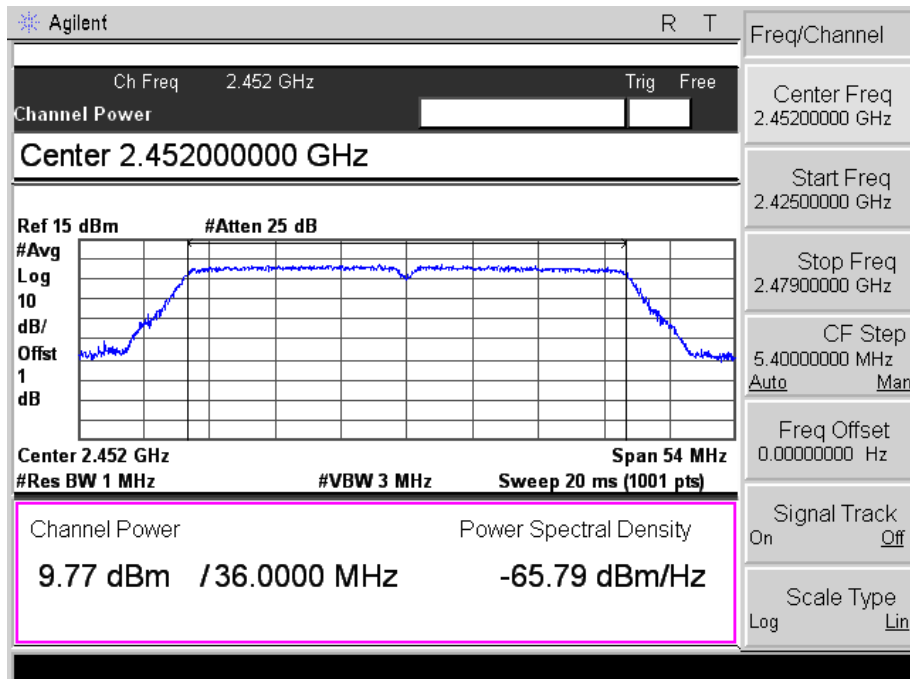 Agilent R T
Ch Freq 2.452 GHz Trig Free
Channel Power
Center 2.452000000 GHz
Ref 15 dBm #Atten 25 dB
#Avg
Log
10
dB/
Offst
1
dB
Center 2.452 GHz Span 54 MHz
#Res BW 1 MHz #VBW 3 MHz Sweep 20 ms (1001 pts)
Channel Power Power Spectral Density
9.77 dBm / 36.0000 MHz -65.79 dBm/Hz
Freq/Channel
Center Freq
2.45200000 GHz
Start Freq
2.42500000 GHz
Stop Freq
2.47900000 GHz
CF Step
5.40000000 MHz
Auto Man
Freq Offset
0.00000000 Hz
Signal Track
On Off
Scale Type
Log Lin